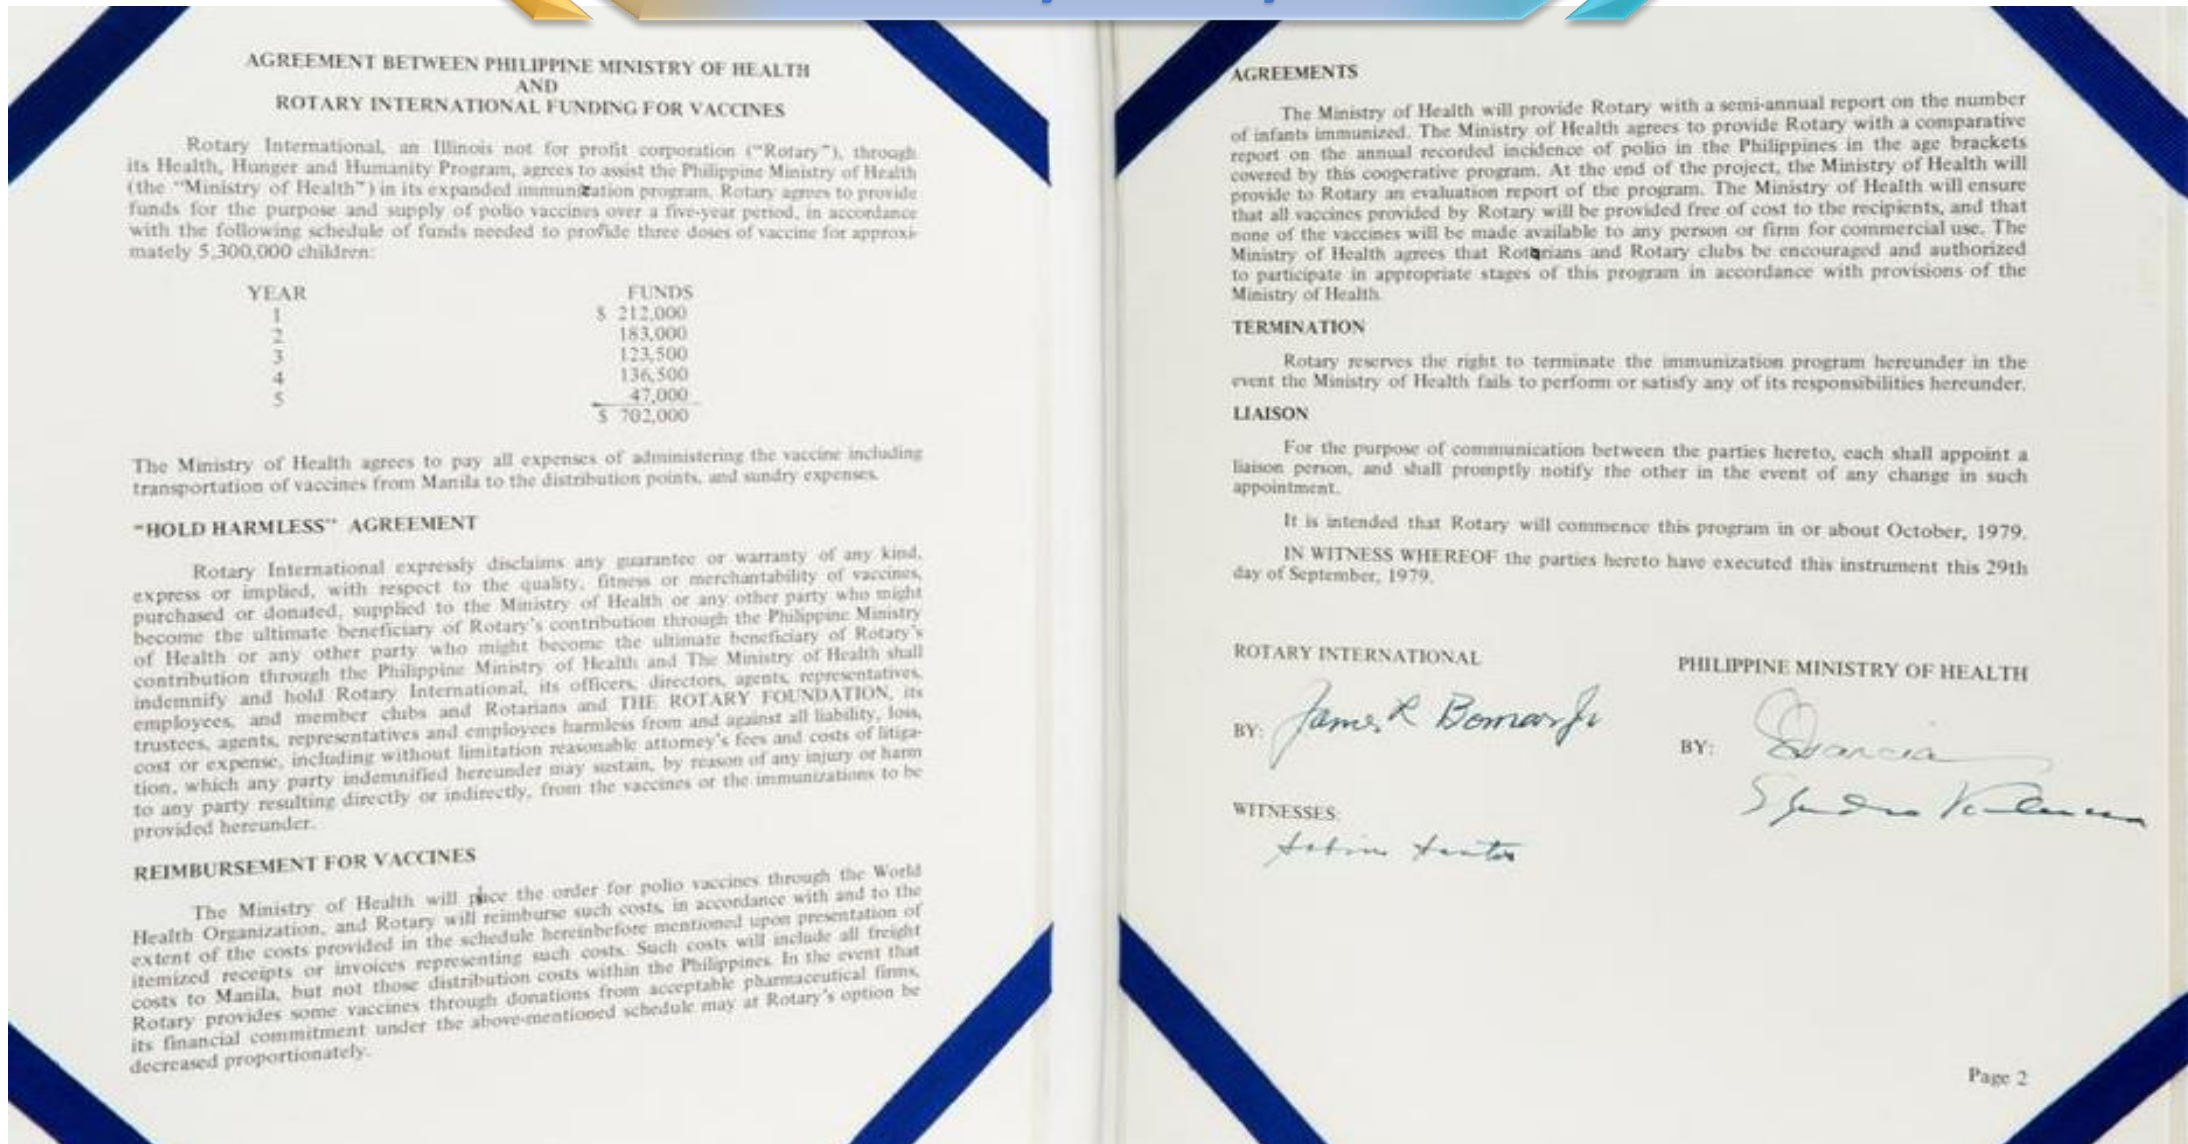 AGREEMENT BETWEEN PHILIPPINE MINISTRY OF HEALTH
AND
ROTARY INTERNATIONAL FUNDING FOR VACCINES
Rotary International, an Illinois not for profit corporation ("Rotary"), through
its Health, Hunger and Humanity Program, agrees to assist the Philippine Ministry of Health
(the "Ministry of Health") in its expanded immunization program. Rotary agrees to provide
funds for the purpose and supply of polio vaccines over a five-year period, in accordance
with the following schedule of funds needed to provide three doses of vaccine for approxi-
mately 5,300,000 children:
YEAR FUNDS
1 $ 212,000
2 183,000
3 123,500
4 136,500
5 47,000
$ 702,000
The Ministry of Health agrees to pay all expenses of administering the vaccine including
transportation of vaccines from Manila to the distribution points, and sundry expenses.
"HOLD HARMLESS" AGREEMENT
Rotary International expressly disclaims any guarantee or warranty of any kind,
express or implied, with respect to the quality, fitness or merchantability of vaccines,
purchased or donated, supplied to the Ministry of Health or any other party who might
become the ultimate beneficiary of Rotary's contribution through the Philippine Ministry
of Health or any other party who might become the ultimate beneficiary of Rotary's
contribution through the Philippine Ministry of Health and The Ministry of Health shall
indemnify and hold Rotary International, its officers, directors, agents, representatives,
employees, and member clubs and Rotarians and THE ROTARY FOUNDATION, its
trustees, agents, representatives and employees harmless from and against all liability, loss,
cost or expense, including without limitation reasonable attorney's fees and costs of litiga-
tion, which any party indemnified hereunder may sustain, by reason of any injury or harm
to any party resulting directly or indirectly, from the vaccines or the immunizations to be
provided hereunder.
REIMBURSEMENT FOR VACCINES
The Ministry of Health will place the order for polio vaccines through the World
Health Organization, and Rotary will reimburse such costs, in accordance with and to the
extent of the costs provided in the schedule hereinbefore mentioned upon presentation of
itemized receipts or invoices representing such costs. Such costs will include all freight
costs to Manila, but not those distribution costs within the Philippines. In the event that
Rotary provides some vaccines through donations from acceptable pharmaceutical firms,
its financial commitment under the above-mentioned schedule may at Rotary's option be
decreased proportionately.
AGREEMENTS
The Ministry of Health will provide Rotary with a semi-annual report on the number
of infants immunized. The Ministry of Health agrees to provide Rotary with a comparative
report on the annual recorded incidence of polio in the Philippines in the age brackets
covered by this cooperative program. At the end of the project, the Ministry of Health will
provide to Rotary an evaluation report of the program. The Ministry of Health will ensure
that all vaccines provided by Rotary will be provided free of cost to the recipients, and that
none of the vaccines will be made available to any person or firm for commercial use. The
Ministry of Health agrees that Rotarians and Rotary clubs be encouraged and authorized
to participate in appropriate stages of this program in accordance with provisions of the
Ministry of Health.
TERMINATION
Rotary reserves the right to terminate the immunization program hereunder in the
event the Ministry of Health fails to perform or satisfy any of its responsibilities hereunder.
LIAISON
For the purpose of communication between the parties hereto, each shall appoint a
liaison person, and shall promptly notify the other in the event of any change in such
appointment.
It is intended that Rotary will commence this program in or about October, 1979.
IN WITNESS WHEREOF the parties hereto have executed this instrument this 29th
day of September, 1979.
ROTARY INTERNATIONAL
PHILIPPINE MINISTRY OF HEALTH
BY: James R Bomar Jr
BY: Garcia
WITNESSES:
Page 2